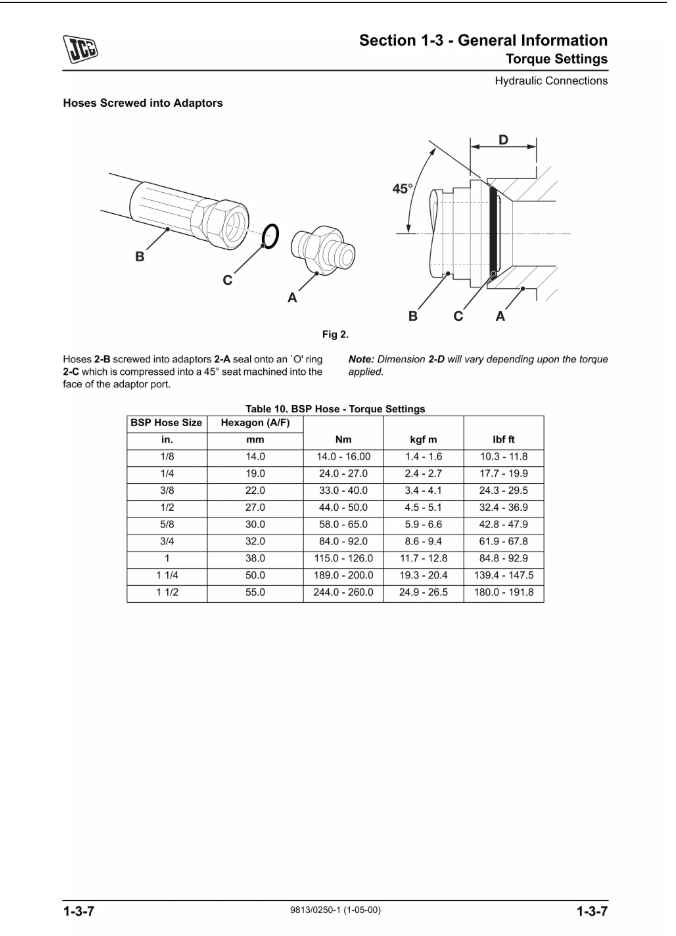 JCB
Section 1-3 - General Information
Torque Settings
Hydraulic Connections
Hoses Screwed into Adaptors
B
C
A
D
45°
B C A
Fig 2.
Hoses 2-B screwed into adaptors 2-A seal onto an `O' ring
2-C which is compressed into a 45° seat machined into the
face of the adaptor port.
Note: Dimension 2-D will vary depending upon the torque
applied.
Table 10. BSP Hose - Torque Settings
BSP Hose Size Hexagon (A/F)
in. mm Nm kgf m lbf ft
1/8 14.0 14.0 - 16.00 1.4 - 1.6 10.3 - 11.8
1/4 19.0 24.0 - 27.0 2.4 - 2.7 17.7 - 19.9
3/8 22.0 33.0 - 40.0 3.4 - 4.1 24.3 - 29.5
1/2 27.0 44.0 - 50.0 4.5 - 5.1 32.4 - 36.9
5/8 30.0 58.0 - 65.0 5.9 - 6.6 42.8 - 47.9
3/4 32.0 84.0 - 92.0 8.6 - 9.4 61.9 - 67.8
1 38.0 115.0 - 126.0 11.7 - 12.8 84.8 - 92.9
1 1/4 50.0 189.0 - 200.0 19.3 - 20.4 139.4 - 147.5
1 1/2 55.0 244.0 - 260.0 24.9 - 26.5 180.0 - 191.8
1-3-7 9813/0250-1 (1-05-00) 1-3-7